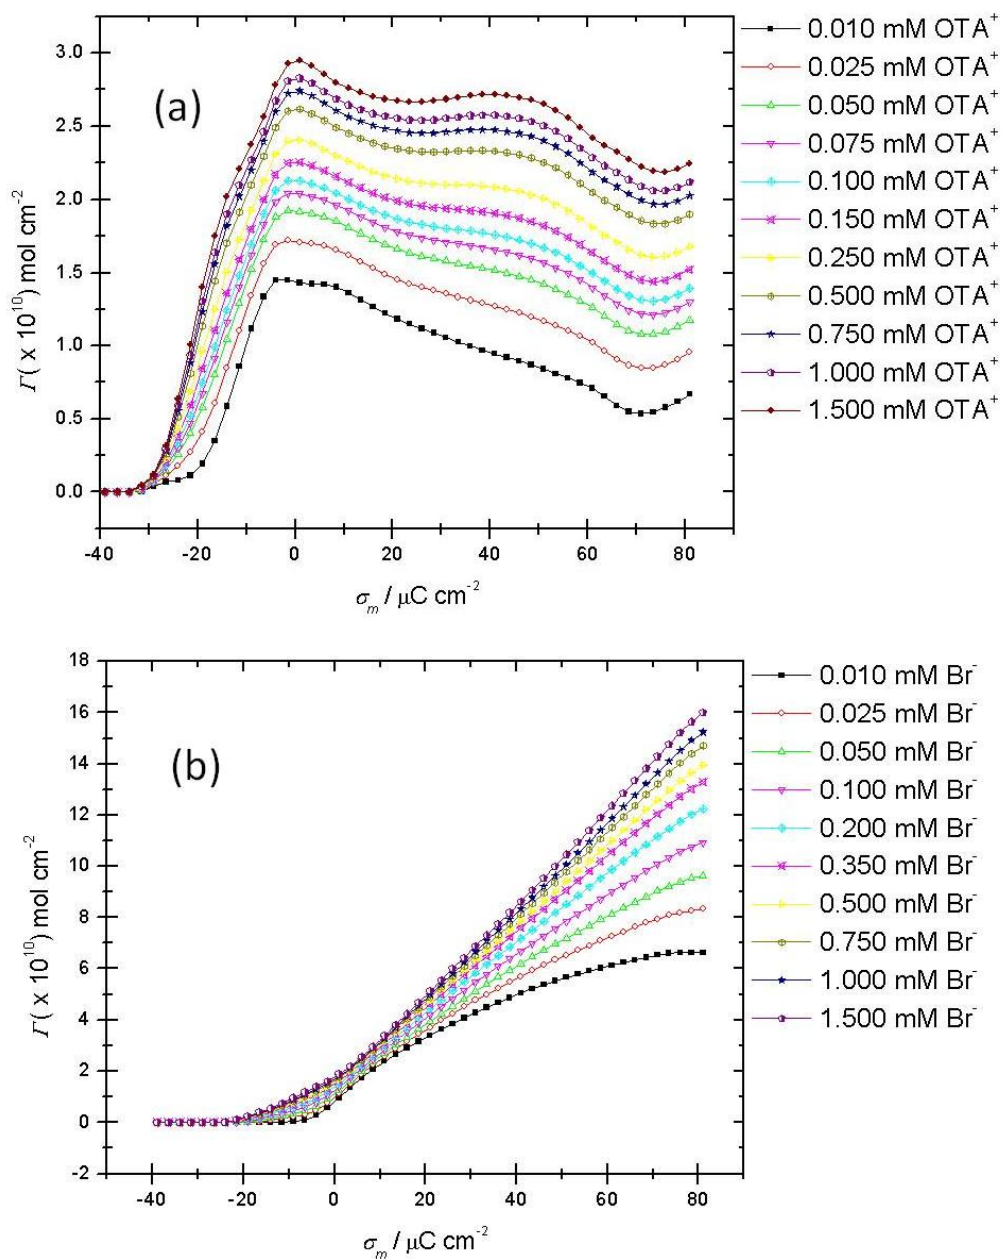 (a)
3.0
2.5
2.0
1.5
1.0
0.5
0.0
Γ( x 10¹⁰) mol cm⁻²
-40 -20 0 20 40 60 80
σₘ / μC cm⁻²
0.010 mM OTA⁺
0.025 mM OTA⁺
0.050 mM OTA⁺
0.075 mM OTA⁺
0.100 mM OTA⁺
0.150 mM OTA⁺
0.250 mM OTA⁺
0.500 mM OTA⁺
0.750 mM OTA⁺
1.000 mM OTA⁺
1.500 mM OTA⁺
(b)
18
16
14
12
10
8
6
4
2
0
-2
Γ( x 10¹⁰) mol cm⁻²
-40 -20 0 20 40 60 80
σₘ / μC cm⁻²
0.010 mM Br⁻
0.025 mM Br⁻
0.050 mM Br⁻
0.100 mM Br⁻
0.200 mM Br⁻
0.350 mM Br⁻
0.500 mM Br⁻
0.750 mM Br⁻
1.000 mM Br⁻
1.500 mM Br⁻